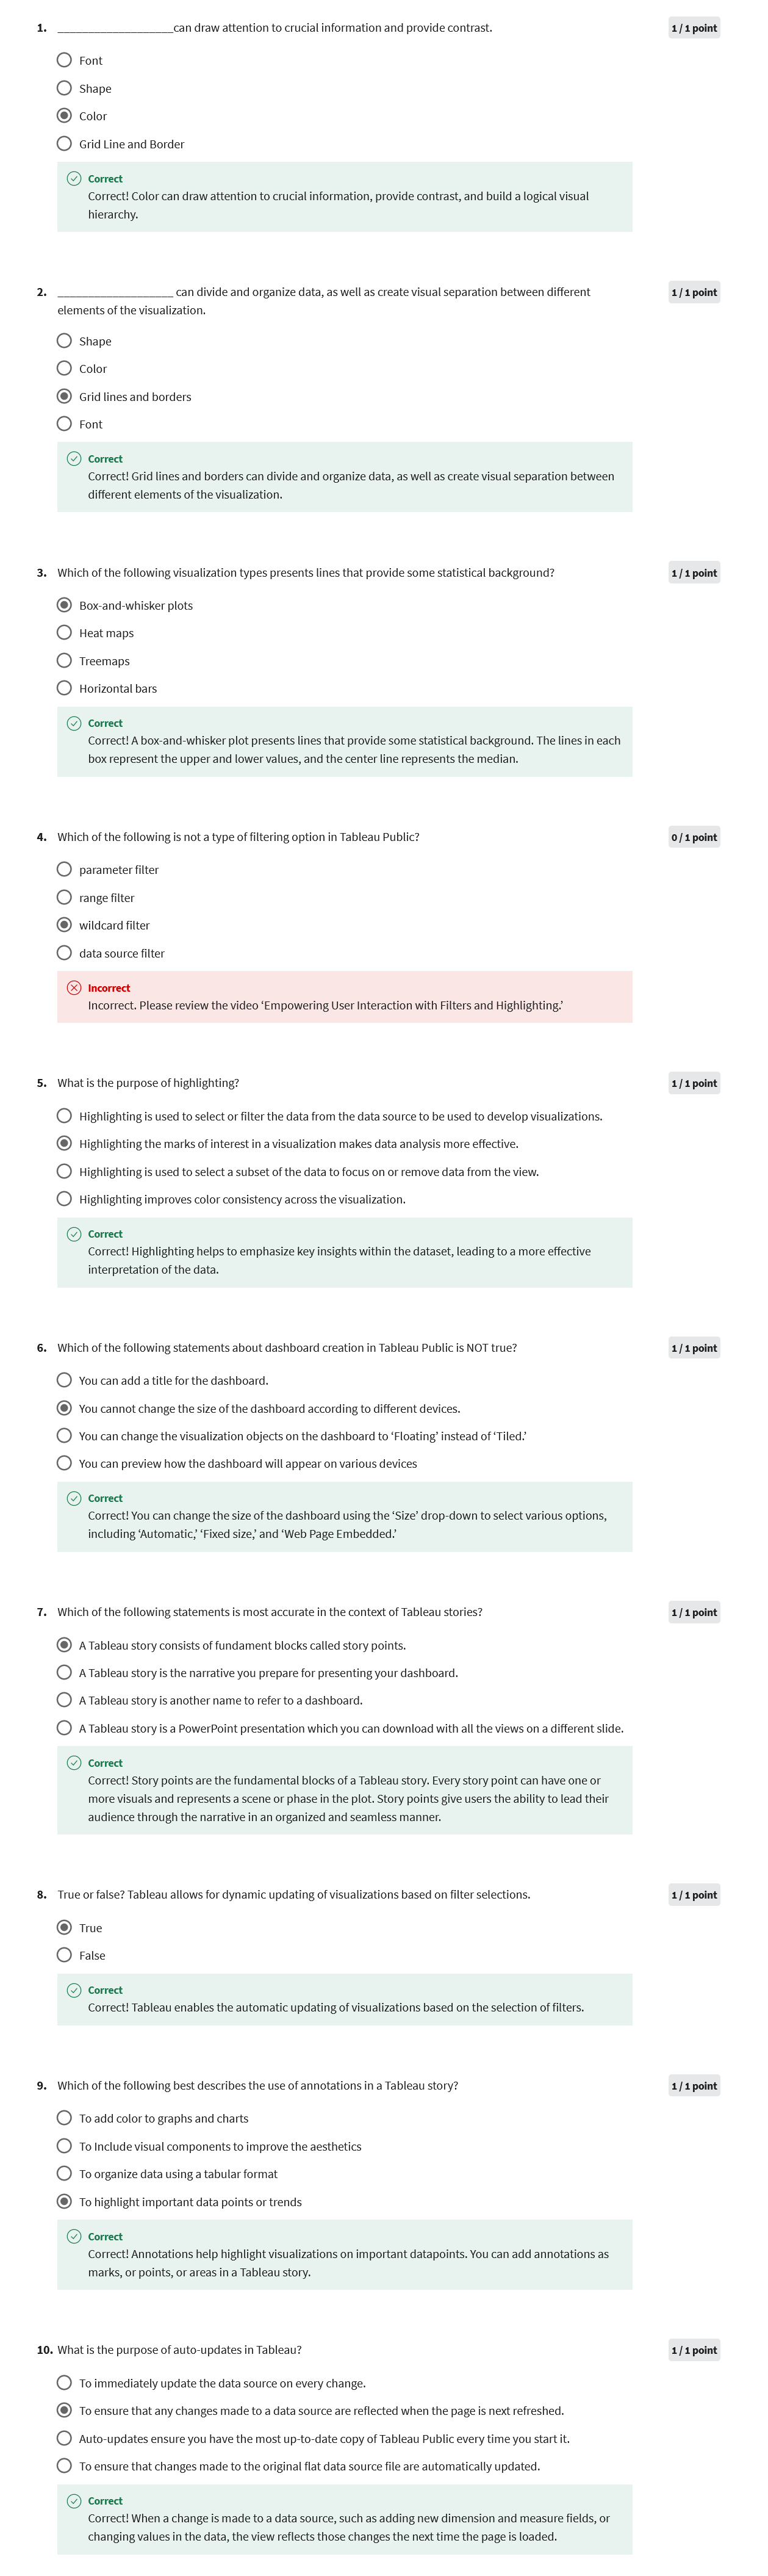 1. ___________________can draw attention to crucial information and provide contrast.
1 / 1 point
Font
Shape
Color
Grid Line and Border
Correct
Correct! Color can draw attention to crucial information, provide contrast, and build a logical visual
hierarchy.
2. ___________________ can divide and organize data, as well as create visual separation between different
elements of the visualization.
1 / 1 point
Shape
Color
Grid lines and borders
Font
Correct
Correct! Grid lines and borders can divide and organize data, as well as create visual separation between
different elements of the visualization.
3. Which of the following visualization types presents lines that provide some statistical background?
1 / 1 point
Box-and-whisker plots
Heat maps
Treemaps
Horizontal bars
Correct
Correct! A box-and-whisker plot presents lines that provide some statistical background. The lines in each
box represent the upper and lower values, and the center line represents the median.
4. Which of the following is not a type of filtering option in Tableau Public?
0 / 1 point
parameter filter
range filter
wildcard filter
data source filter
Incorrect
Incorrect. Please review the video ‘Empowering User Interaction with Filters and Highlighting.’
5. What is the purpose of highlighting?
1 / 1 point
Highlighting is used to select or filter the data from the data source to be used to develop visualizations.
Highlighting the marks of interest in a visualization makes data analysis more effective.
Highlighting is used to select a subset of the data to focus on or remove data from the view.
Highlighting improves color consistency across the visualization.
Correct
Correct! Highlighting helps to emphasize key insights within the dataset, leading to a more effective
interpretation of the data.
6. Which of the following statements about dashboard creation in Tableau Public is NOT true?
1 / 1 point
You can add a title for the dashboard.
You cannot change the size of the dashboard according to different devices.
You can change the visualization objects on the dashboard to ‘Floating’ instead of ‘Tiled.’
You can preview how the dashboard will appear on various devices
Correct
Correct! You can change the size of the dashboard using the ‘Size’ drop-down to select various options,
including ‘Automatic,’ ‘Fixed size,’ and ‘Web Page Embedded.’
7. Which of the following statements is most accurate in the context of Tableau stories?
1 / 1 point
A Tableau story consists of fundament blocks called story points.
A Tableau story is the narrative you prepare for presenting your dashboard.
A Tableau story is another name to refer to a dashboard.
A Tableau story is a PowerPoint presentation which you can download with all the views on a different slide.
Correct
Correct! Story points are the fundamental blocks of a Tableau story. Every story point can have one or
more visuals and represents a scene or phase in the plot. Story points give users the ability to lead their
audience through the narrative in an organized and seamless manner.
8. True or false? Tableau allows for dynamic updating of visualizations based on filter selections.
1 / 1 point
True
False
Correct
Correct! Tableau enables the automatic updating of visualizations based on the selection of filters.
9. Which of the following best describes the use of annotations in a Tableau story?
1 / 1 point
To add color to graphs and charts
To Include visual components to improve the aesthetics
To organize data using a tabular format
To highlight important data points or trends
Correct
Correct! Annotations help highlight visualizations on important datapoints. You can add annotations as
marks, or points, or areas in a Tableau story.
10. What is the purpose of auto-updates in Tableau?
1 / 1 point
To immediately update the data source on every change.
To ensure that any changes made to a data source are reflected when the page is next refreshed.
Auto-updates ensure you have the most up-to-date copy of Tableau Public every time you start it.
To ensure that changes made to the original flat data source file are automatically updated.
Correct
Correct! When a change is made to a data source, such as adding new dimension and measure fields, or
changing values in the data, the view reflects those changes the next time the page is loaded.